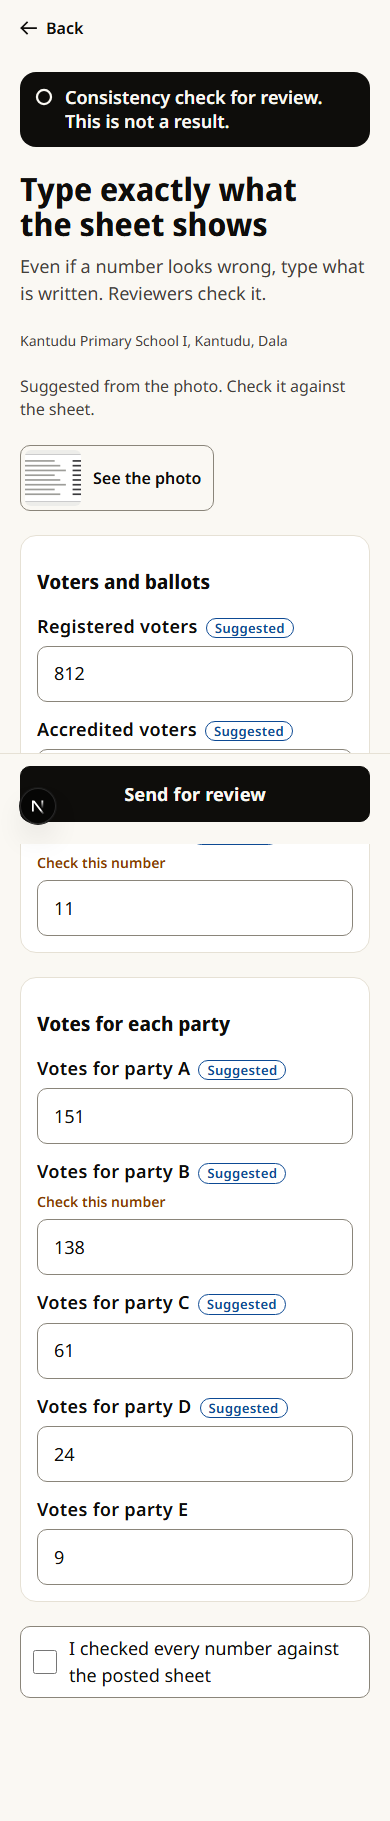 Back
Consistency check for review.
This is not a result.
Type exactly what
the sheet shows
Even if a number looks wrong, type what
is written. Reviewers check it.
Kantudu Primary School I, Kantudu, Dala
Suggested from the photo. Check it against
the sheet.
See the photo
Voters and ballots
Registered voters Suggested
812
Accredited voters Suggested
Send for review
N
Check this number
11
Votes for each party
Votes for party A Suggested
151
Votes for party B Suggested
Check this number
138
Votes for party C Suggested
61
Votes for party D Suggested
24
Votes for party E
9
I checked every number against
the posted sheet